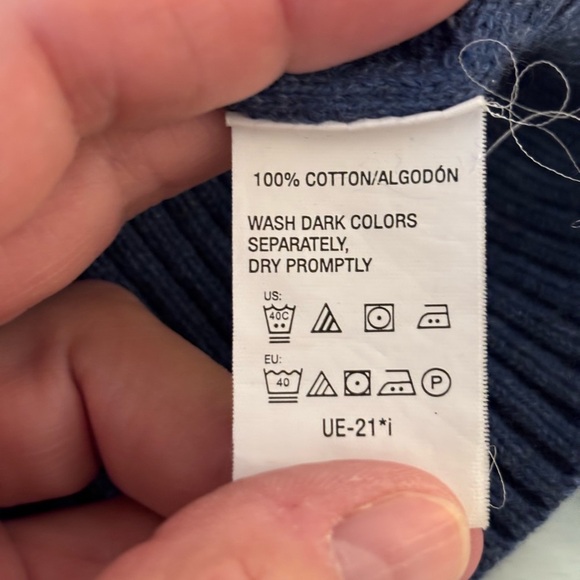 100% COTTON/ALGODÓN
WASH DARK COLORS
SEPARATELY,
DRY PROMPTLY
US:
40C
EU:
40 P
UE-21*i